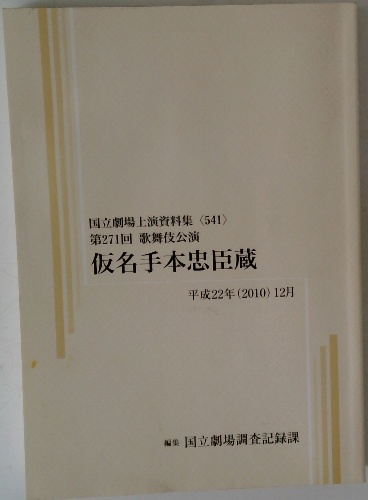 国立劇場上演資料集〈541〉
第271回 歌舞伎公演
仮名手本忠臣蔵
平成22年(2010)12月
編集 国立劇場調査記録課